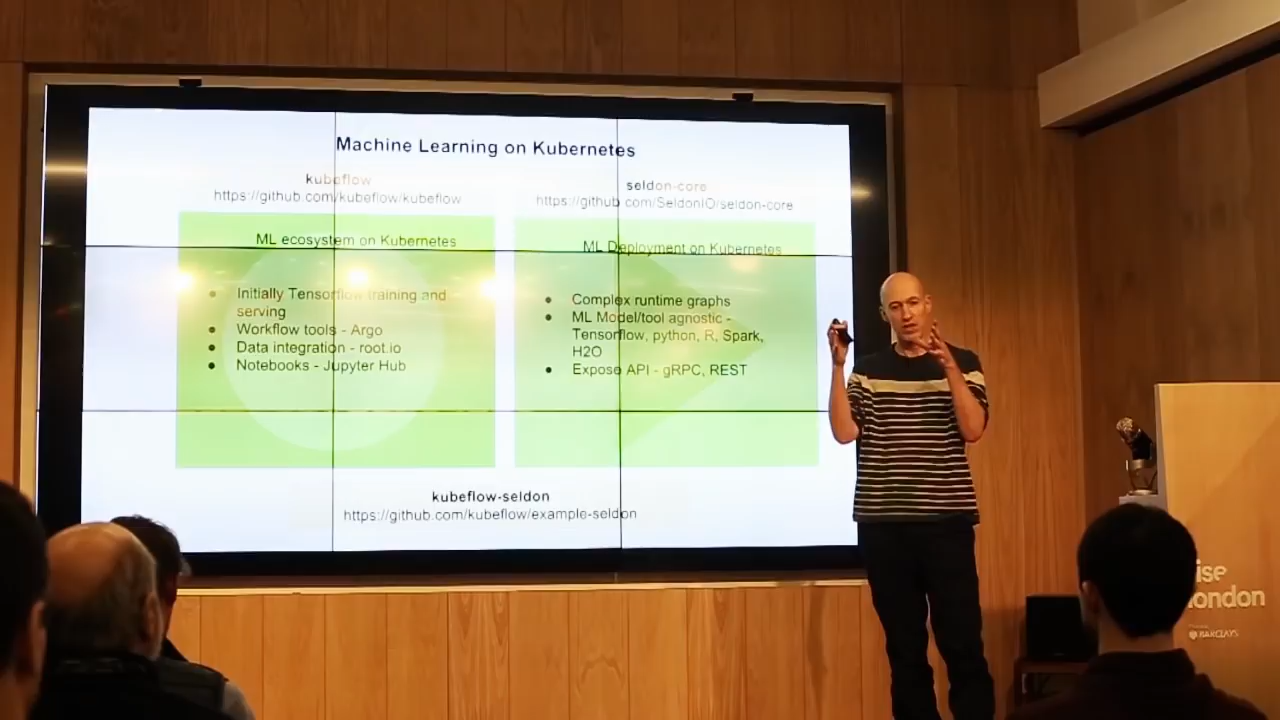 Machine Learning on Kubernetes
kubeflow
https://github.com/kubeflow/kubeflow
ML ecosystem on Kubernetes
● Initially Tensorflow training and
serving
● Workflow tools - Argo
● Data integration - root.io
● Notebooks - Jupyter Hub
seldon-core
https://github.com/SeldonIO/seldon-core
ML Deployment on Kubernetes
● Complex runtime graphs
● ML Model/tool agnostic -
Tensorflow, python, R, Spark,
H2O
● Expose API - gRPC, REST
kubeflow-seldon
https://github.com/kubeflow/example-seldon
ise
london
BARCLAYS